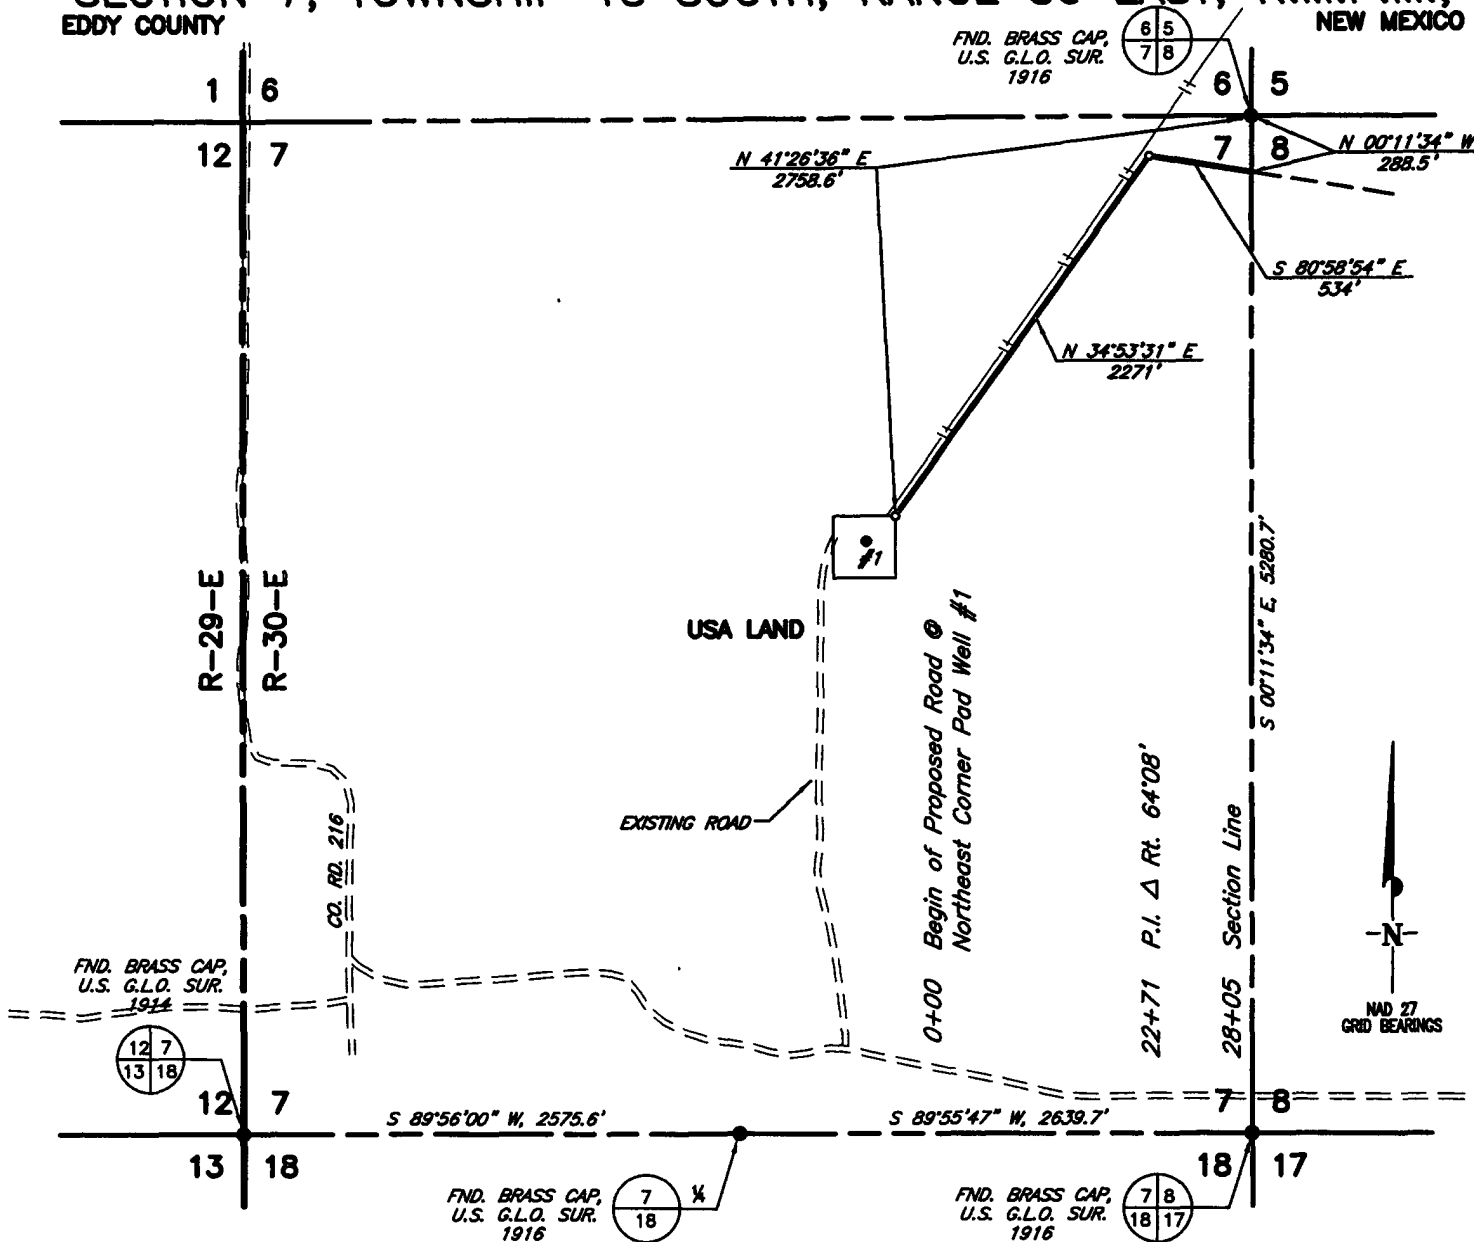 EDDY COUNTY
NEW MEXICO
FND. BRASS CAP,
U.S. G.L.O. SUR.
1916
6 5
7 8
1 6
12 7
6 5
7 8
N 41°26'36" E
2758.6'
N 00°11'34" W
288.5'
S 80°58'54" E
534'
N 34°53'31" E
2271'
#1
R-29-E
R-30-E
USA LAND
S 00°11'34" E, 5280.7'
EXISTING ROAD
CO. RD. 216
0+00 Begin of Proposed Road @
Northeast Corner Pad Well #1
22+71 P.I. Δ Rt. 64°08'
28+05 Section Line
N
NAD 27
GRID BEARINGS
FND. BRASS CAP,
U.S. G.L.O. SUR.
1914
12 7
13 18
12 7
13 18
S 89°56'00" W, 2575.6'
S 89°55'47" W, 2639.7'
7 8
18 17
FND. BRASS CAP,
U.S. G.L.O. SUR.
1916
7
18
¼
FND. BRASS CAP,
U.S. G.L.O. SUR.
1916
7 8
18 17